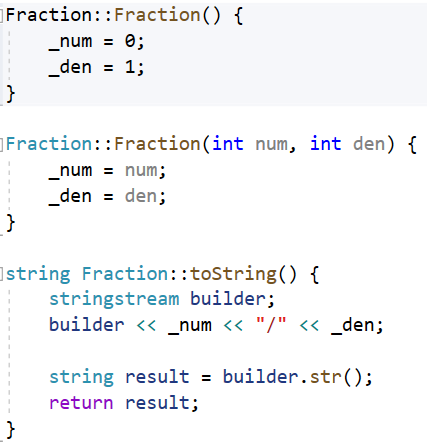 Fraction::Fraction() {
    _num = 0;
    _den = 1;
}
Fraction::Fraction(int num, int den) {
    _num = num;
    _den = den;
}
string Fraction::toString() {
    stringstream builder;
    builder << _num << "/" << _den;
    string result = builder.str();
    return result;
}